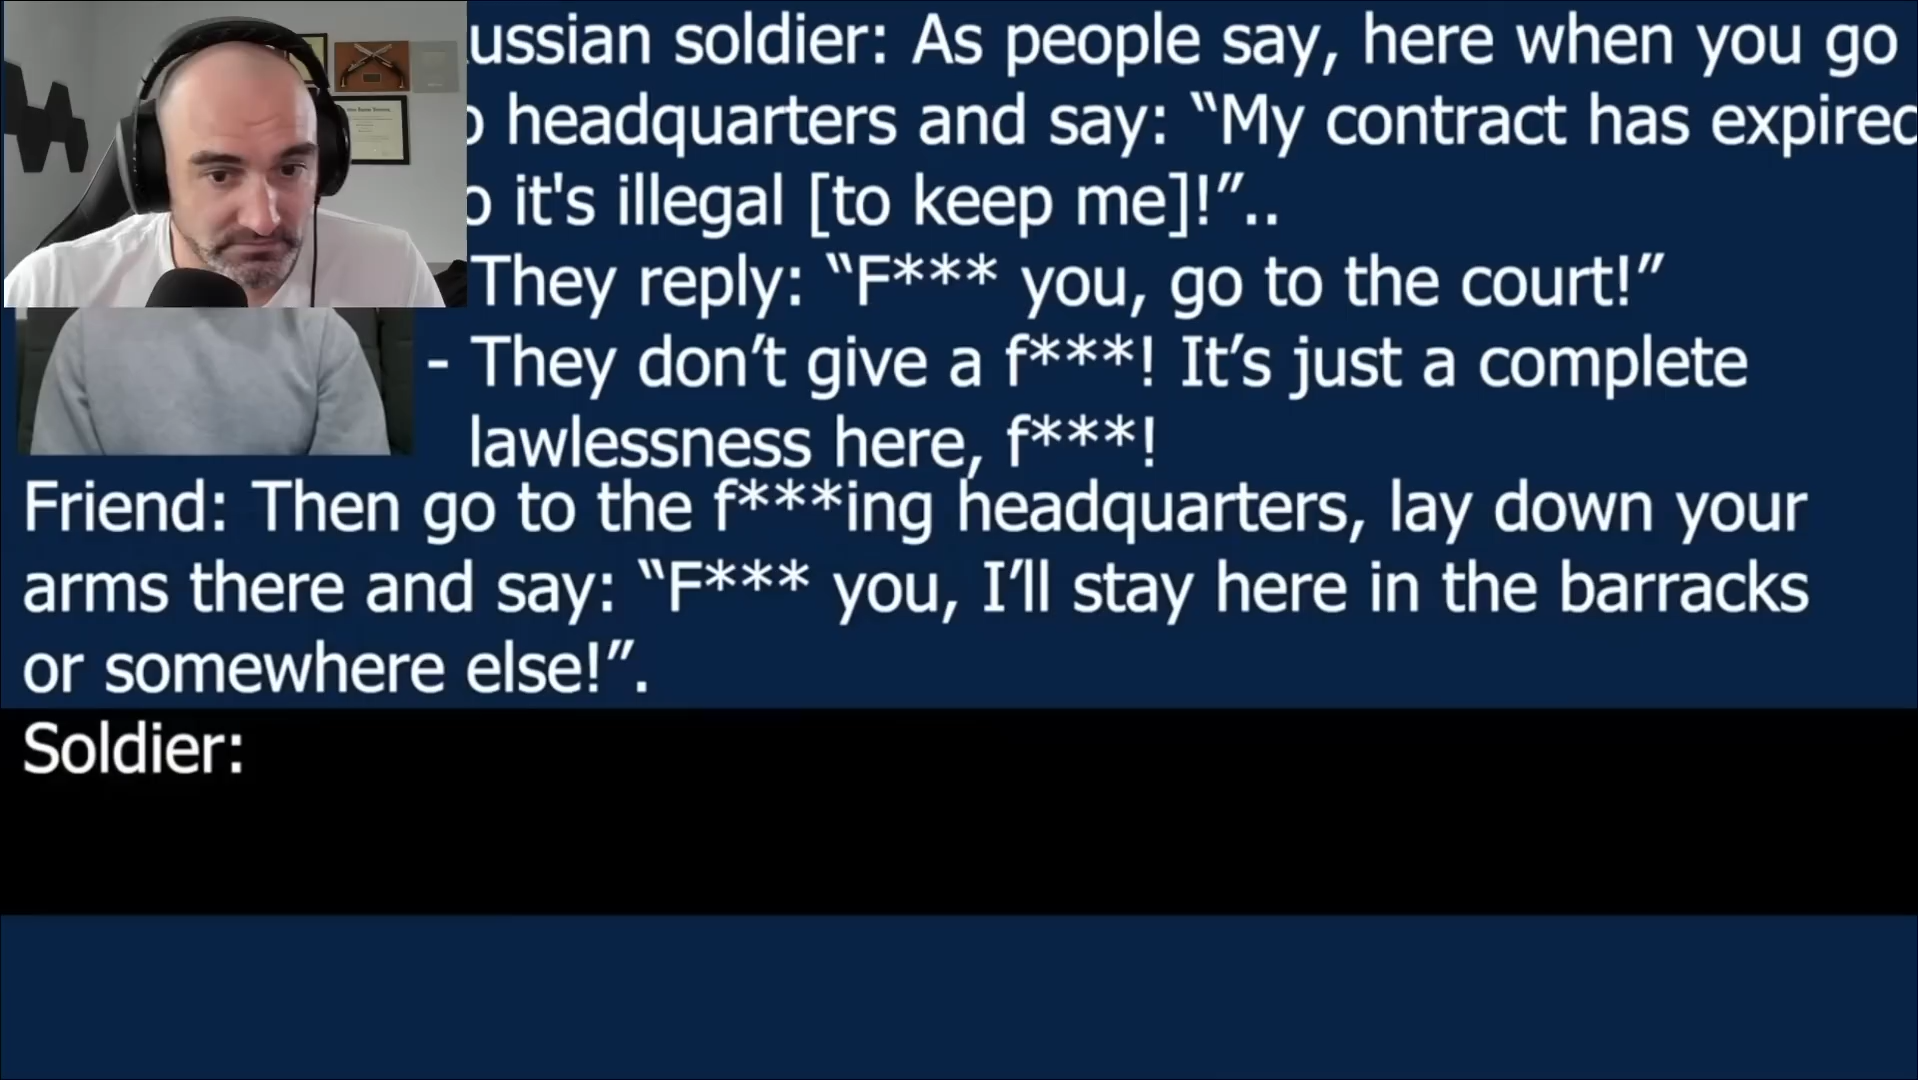 ussian soldier: As people say, here when you go
headquarters and say: “My contract has expired
it's illegal [to keep me]!”..
They reply: “F*** you, go to the court!”
- They don’t give a f***! It’s just a complete
lawlessness here, f***!
Friend: Then go to the f***ing headquarters, lay down your
arms there and say: “F*** you, I’ll stay here in the barracks
or somewhere else!”.
Soldier: